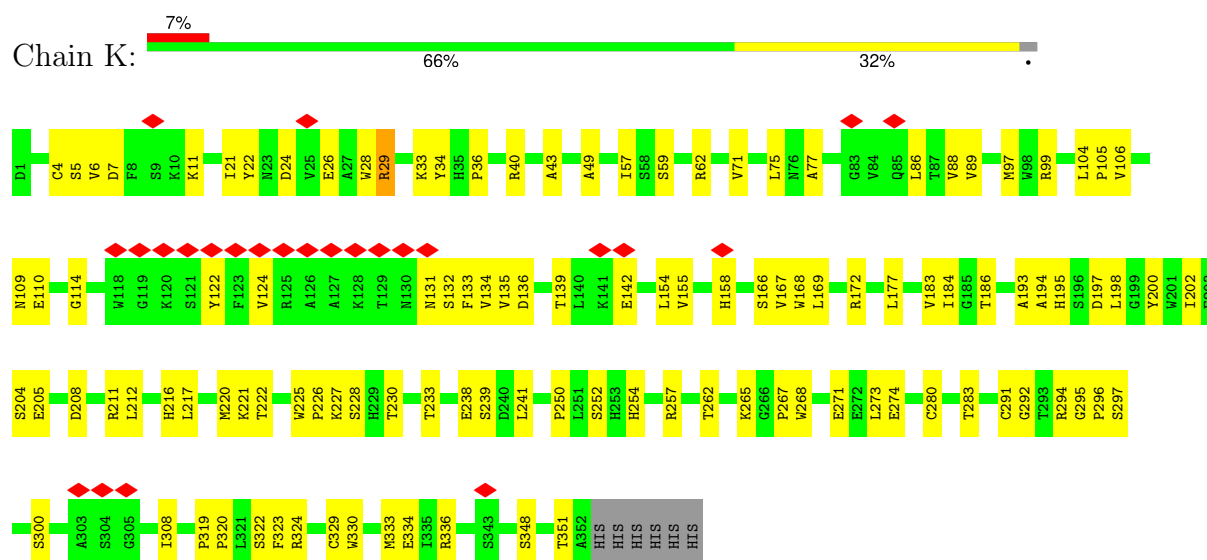 7%
Chain K:
66% 32% •
D1 C4 S5 V6 D7 F8 S9 K10 K11 I21 Y22 N23 D24 V25 E26 A27 W28 R29 K33 Y34 H35 P36 R40 A43 A49 I57 S58 S59 R62 V71 L75 N76 A77 G83 V84 Q85 L86 T87 V88 V89 M97 W98 R99 L104 P105 V106
N109 E110 G114 W118 G119 K120 S121 Y122 F123 V124 R125 A126 A127 K128 T129 N130 N131 S132 F133 V134 V135 D136 T139 L140 K141 E142 L154 V155 H158 S166 V167 W168 L169 R172 L177 V183 I184 G185 T186 A193 A194 H195 S196 D197 L198 G199 Y200 W201 I202
S204 E205 D208 R211 L212 H216 L217 M220 K221 T222 W225 P226 K227 S228 H229 T230 T233 E238 S239 D240 L241 P250 L251 S252 H253 H254 R257 T262 K265 G266 P267 W268 E271 E272 L273 E274 C280 T283 C291 G292 T293 R294 G295 P296 S297
S300 A303 S304 G305 I308 P319 P320 L321 S322 F323 R324 C329 W330 M333 E334 I335 R336 S343 S348 T351 A352 HIS HIS HIS HIS HIS HIS